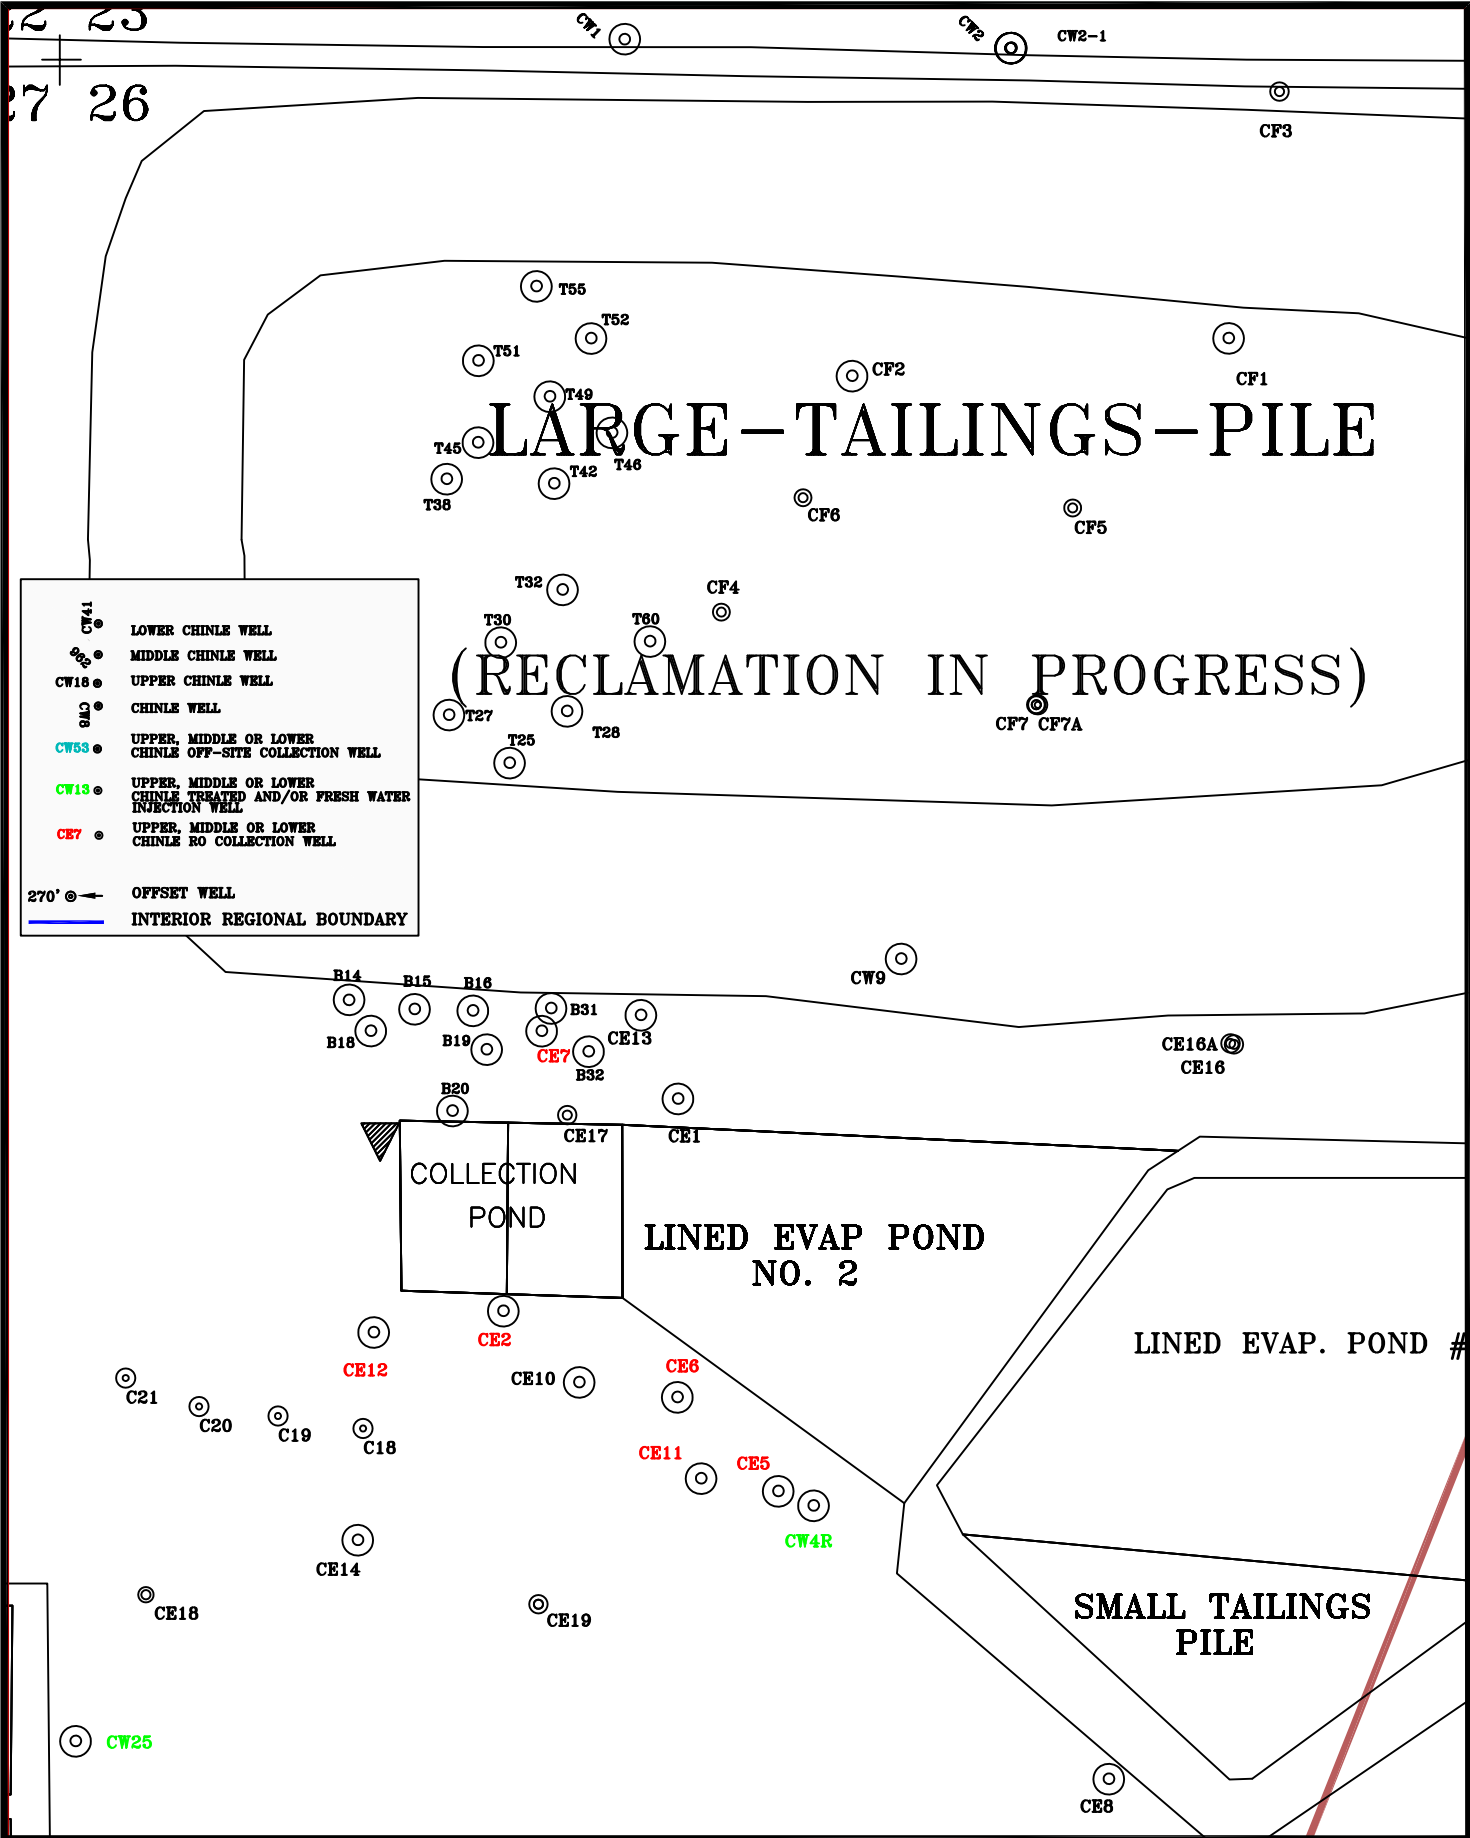 22 23
27 26
CW1
CW2
CW2-1
CF3
T55
T52
T51
T49
T45
T46
T42
T38
CF2
CF1
LARGE-TAILINGS-PILE
CF6
CF5
T32
CF4
T30
T60
(RECLAMATION IN PROGRESS)
T27
T28
T25
CF7 CF7A
CW41
LOWER CHINLE WELL
962
MIDDLE CHINLE WELL
CW18
UPPER CHINLE WELL
CW8
CHINLE WELL
CW53
UPPER, MIDDLE OR LOWER
CHINLE OFF-SITE COLLECTION WELL
CW13
UPPER, MIDDLE OR LOWER
CHINLE TREATED AND/OR FRESH WATER
INJECTION WELL
CE7
UPPER, MIDDLE OR LOWER
CHINLE RO COLLECTION WELL
270'
OFFSET WELL
INTERIOR REGIONAL BOUNDARY
CW9
B14
B15
B16
B31
B18
B19
CE7
CE13
B32
CE16A
CE16
B20
CE17
CE1
COLLECTION
POND
LINED EVAP POND
NO. 2
LINED EVAP. POND #
CE2
CE12
CE10
CE6
C21
C20
C19
C18
CE11
CE5
CW4R
CE14
CE18
CE19
SMALL TAILINGS
PILE
CW25
CE8